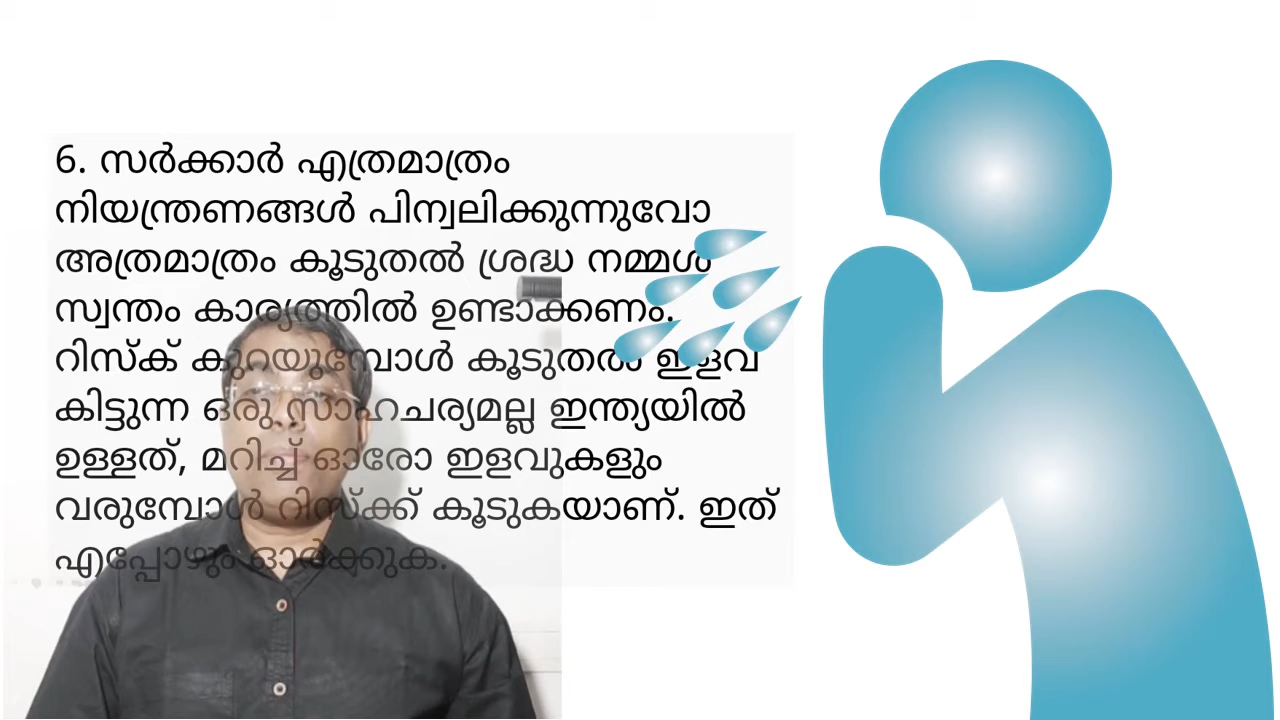 6. സർക്കാർ എത്രമാത്രം
നിയന്ത്രണങ്ങൾ പിന്വലിക്കുന്നുവോ
അത്രമാത്രം കൂടുതൽ ശ്രദ്ധ നമ്മൾ
സ്വന്തം കാര്യത്തിൽ ഉണ്ടാക്കണം.
റിസ്ക് കുറയുമ്പോൾ കൂടുതൽ ഇളവ്
കിട്ടുന്ന ഒരു സാഹചര്യമല്ല ഇന്ത്യയിൽ
ഉള്ളത്, മറിച്ച് ഓരോ ഇളവുകളും
വരുമ്പോൾ റിസ്ക്ക് കൂടുകയാണ്. ഇത്
എപ്പോഴും ഓർക്കുക.